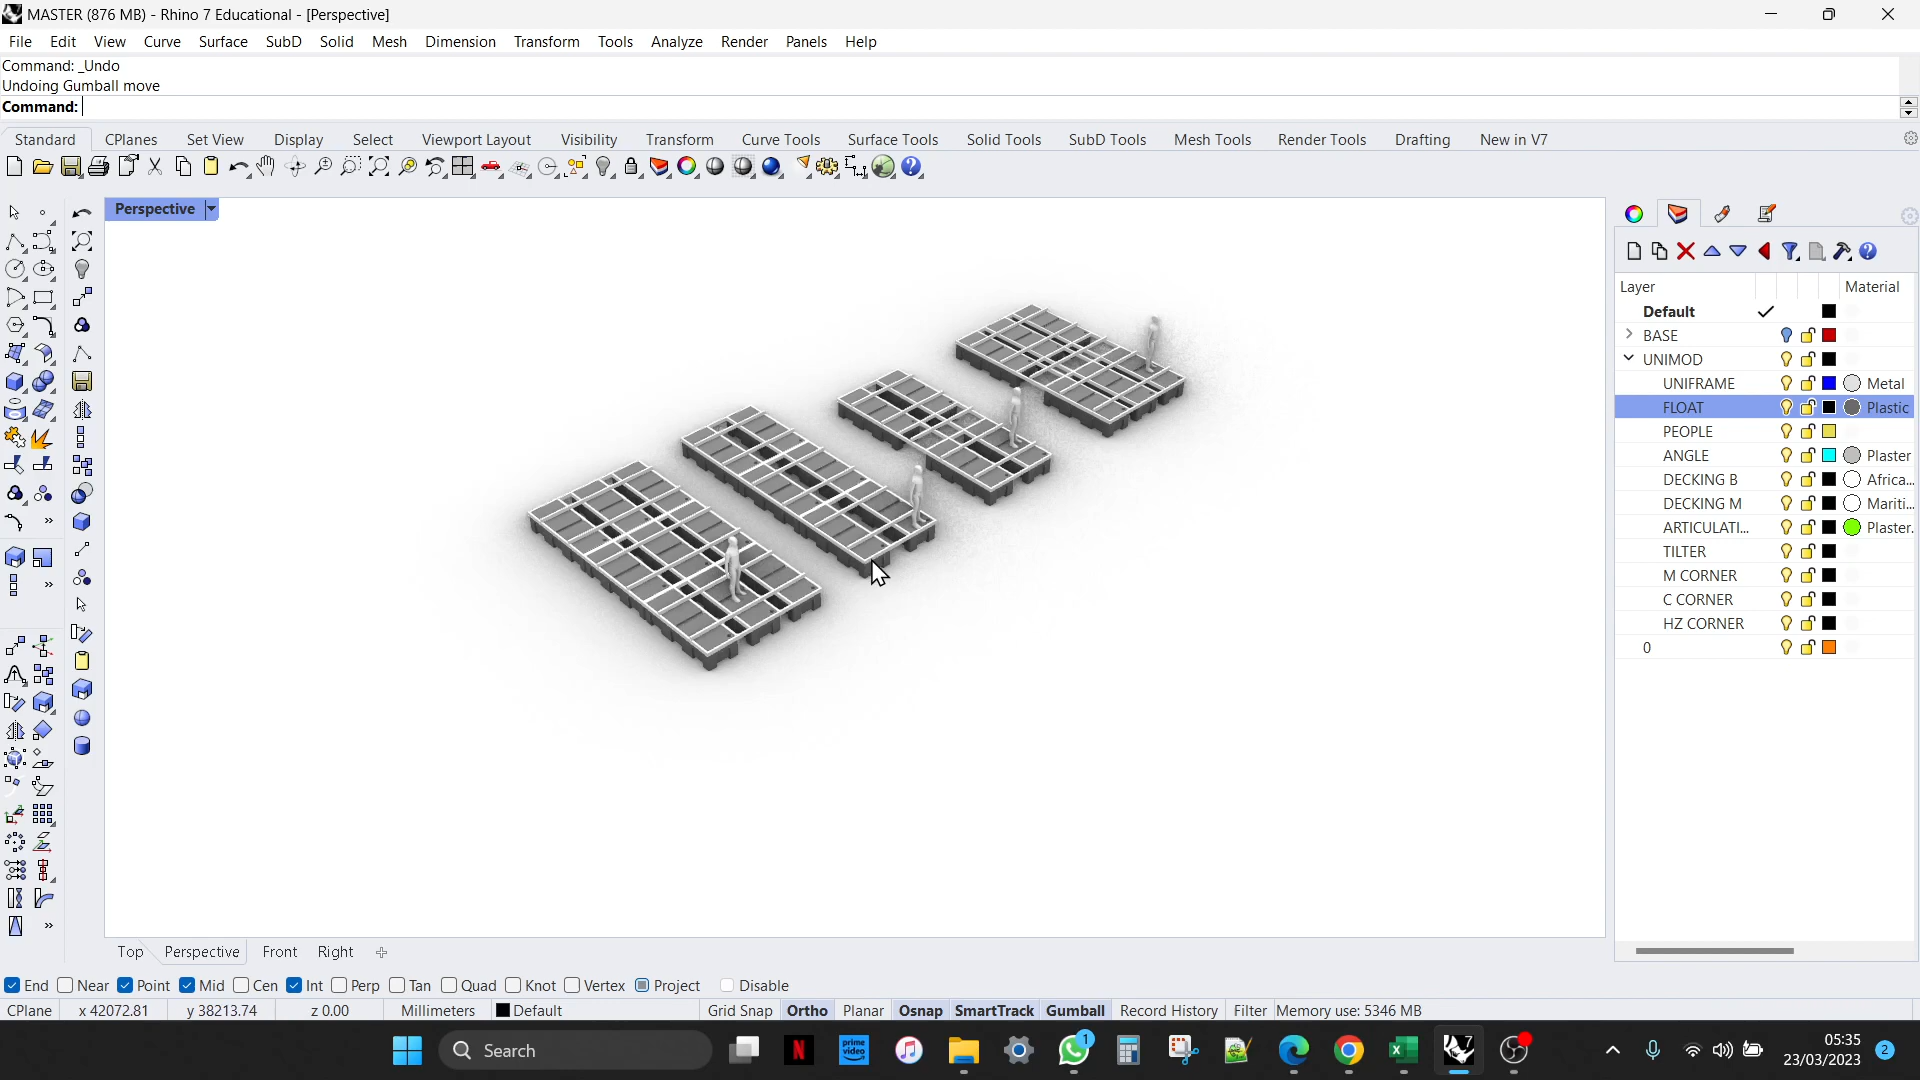 MASTER (876 MB) - Rhino 7 Educational - [Perspective]
File Edit View Curve Surface SubD Solid Mesh Dimension Transform Tools Analyze Render Panels Help
Command: _Undo
Undoing Gumball move
Command:
Standard CPlanes Set View Display Select Viewport Layout Visibility Transform Curve Tools Surface Tools Solid Tools SubD Tools Mesh Tools Render Tools Drafting New in V7
Perspective
Layer Material
Default
BASE
UNIMOD
UNIFRAME Metal
FLOAT Plastic
PEOPLE
ANGLE Plaster
DECKING B Africa...
DECKING M Mariti...
ARTICULATI... Plaster.
TILTER
M CORNER
C CORNER
HZ CORNER
0
Top Perspective Front Right
End Near Point Mid Cen Int Perp Tan Quad Knot Vertex Project Disable
CPlane x 42072.81 y 38213.74 z 0.00 Millimeters Default Grid Snap Ortho Planar Osnap SmartTrack Gumball Record History Filter Memory use: 5346 MB
Search
prime video
1
7
05:35
23/03/2023
2